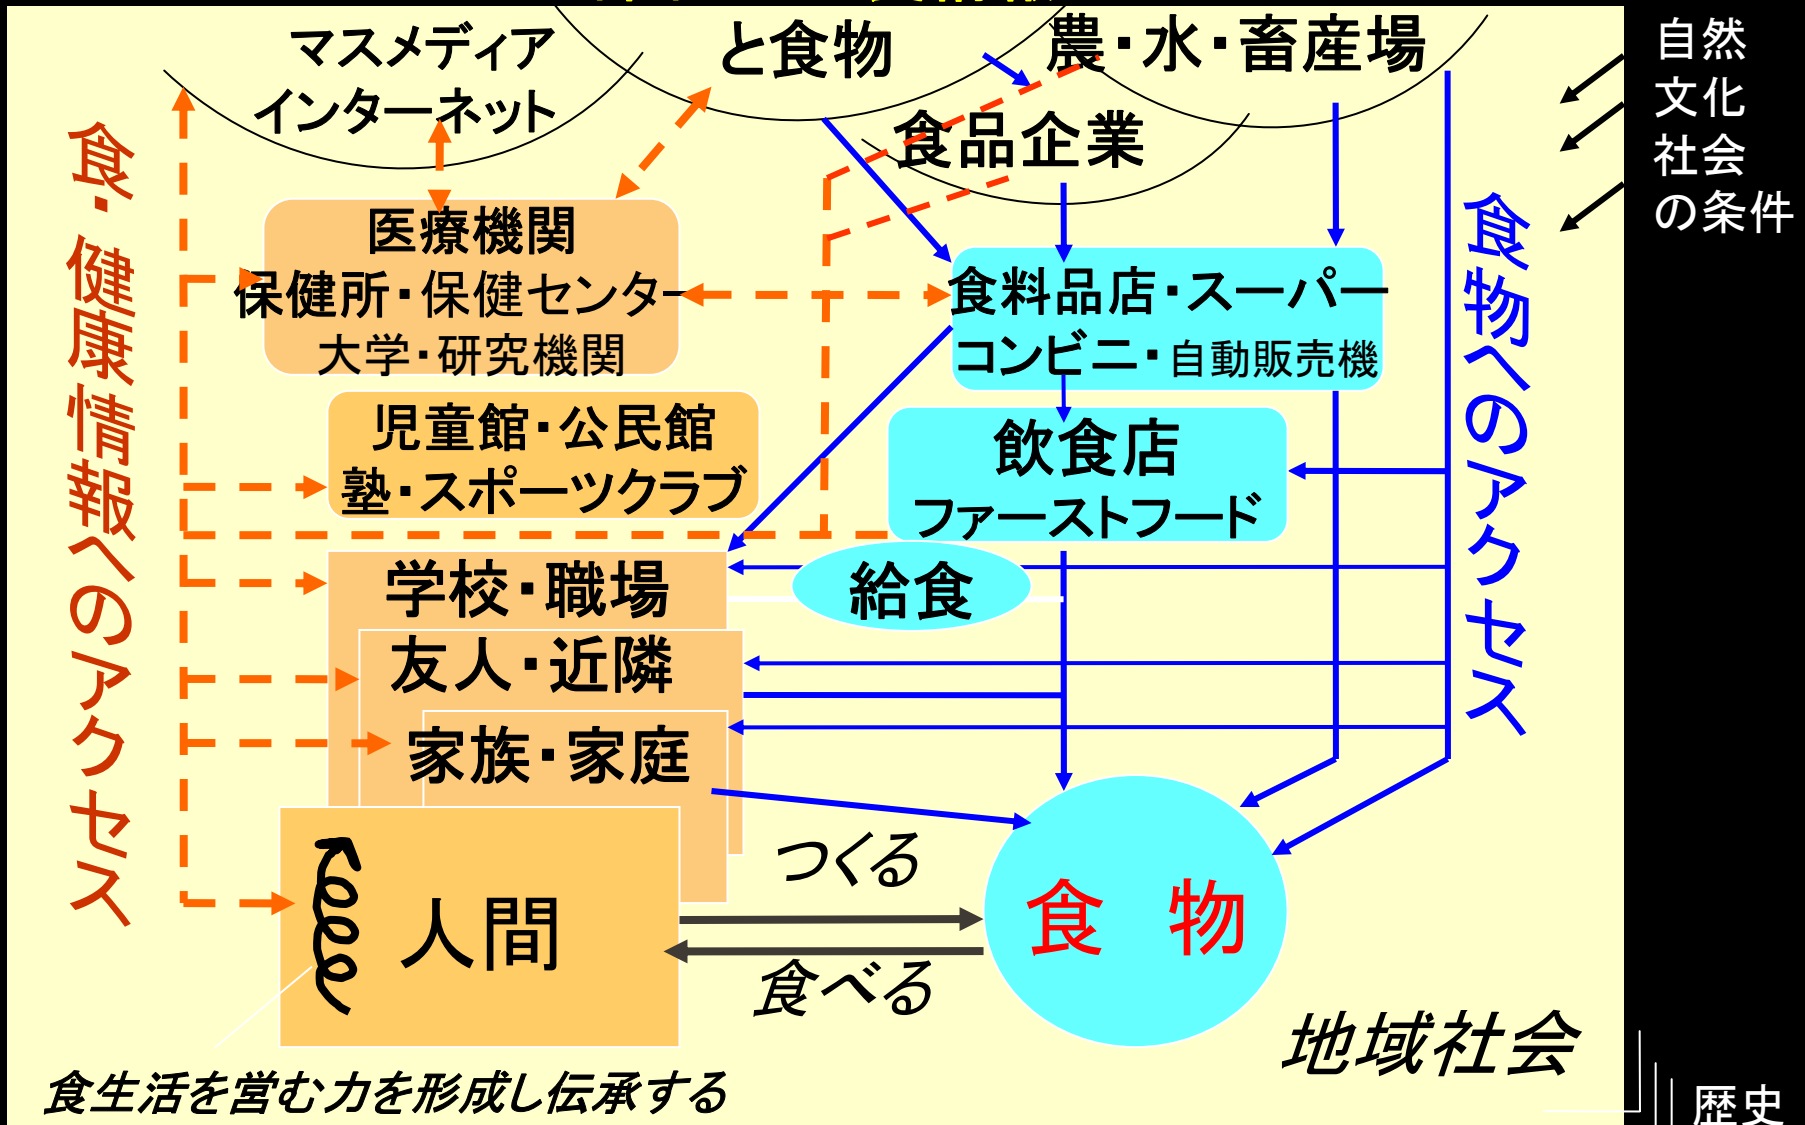 マスメディア
インターネット
と食物
農・水・畜産場
食品企業
自然
文化
社会
の条件
食・健康情報へのアクセス
食物へのアクセス
医療機関
保健所・保健センター
大学・研究機関
食料品店・スーパー
コンビニ・自動販売機
児童館・公民館
塾・スポーツクラブ
飲食店
ファーストフード
給食
学校・職場
友人・近隣
家族・家庭
人間
つくる
食べる
食 物
地域社会
食生活を営む力を形成し伝承する
歴史